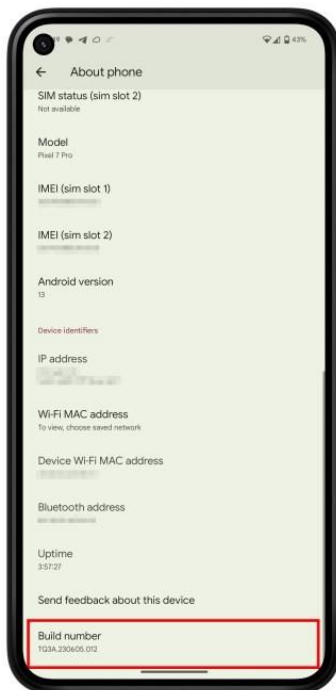 About phone
43%
SIM status (sim slot 2)
Not available
Model
Pixel 7 Pro
IMEI (sim slot 1)
IMEI (sim slot 2)
Android version
13
Device identifiers
IP address
Wi-Fi MAC address
To view, choose saved network
Device Wi-Fi MAC address
Bluetooth address
Uptime
3:57:27
Send feedback about this device
Build number
TQ3A.230605.012